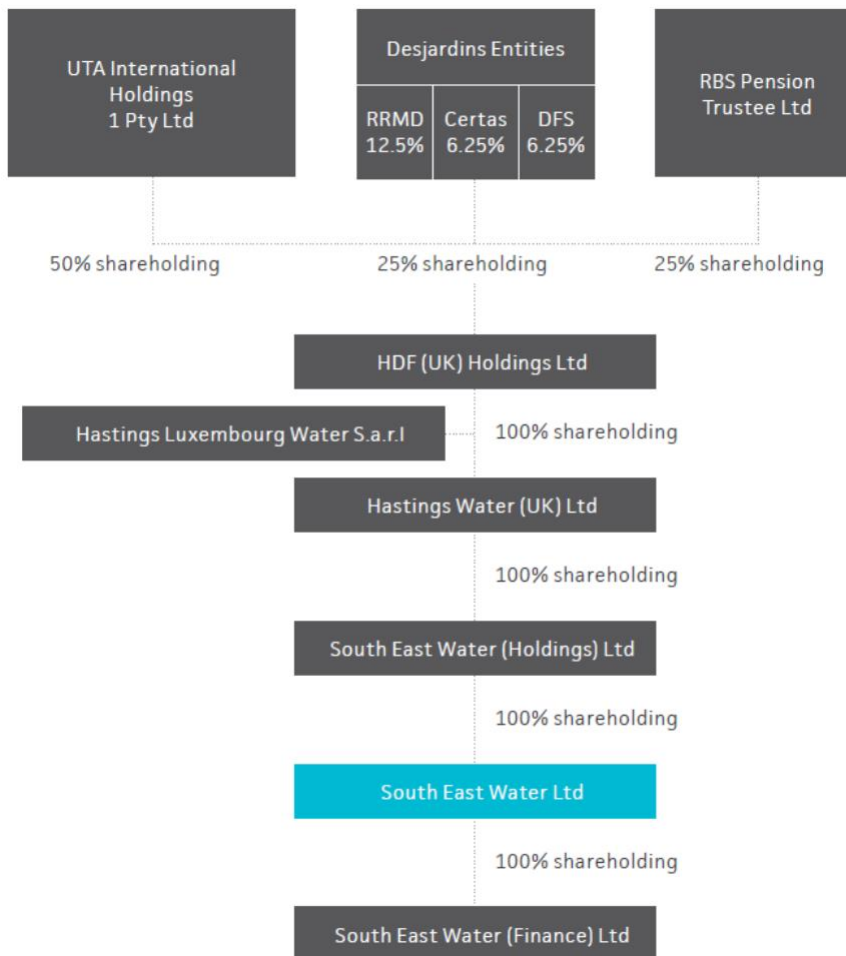 UTA International
Holdings
1 Pty Ltd
Desjardins Entities
RRMD
12.5%
Certas
6.25%
DFS
6.25%
RBS Pension
Trustee Ltd
50% shareholding
25% shareholding
25% shareholding
HDF (UK) Holdings Ltd
Hastings Luxembourg Water S.a.r.l
100% shareholding
Hastings Water (UK) Ltd
100% shareholding
South East Water (Holdings) Ltd
100% shareholding
South East Water Ltd
100% shareholding
South East Water (Finance) Ltd